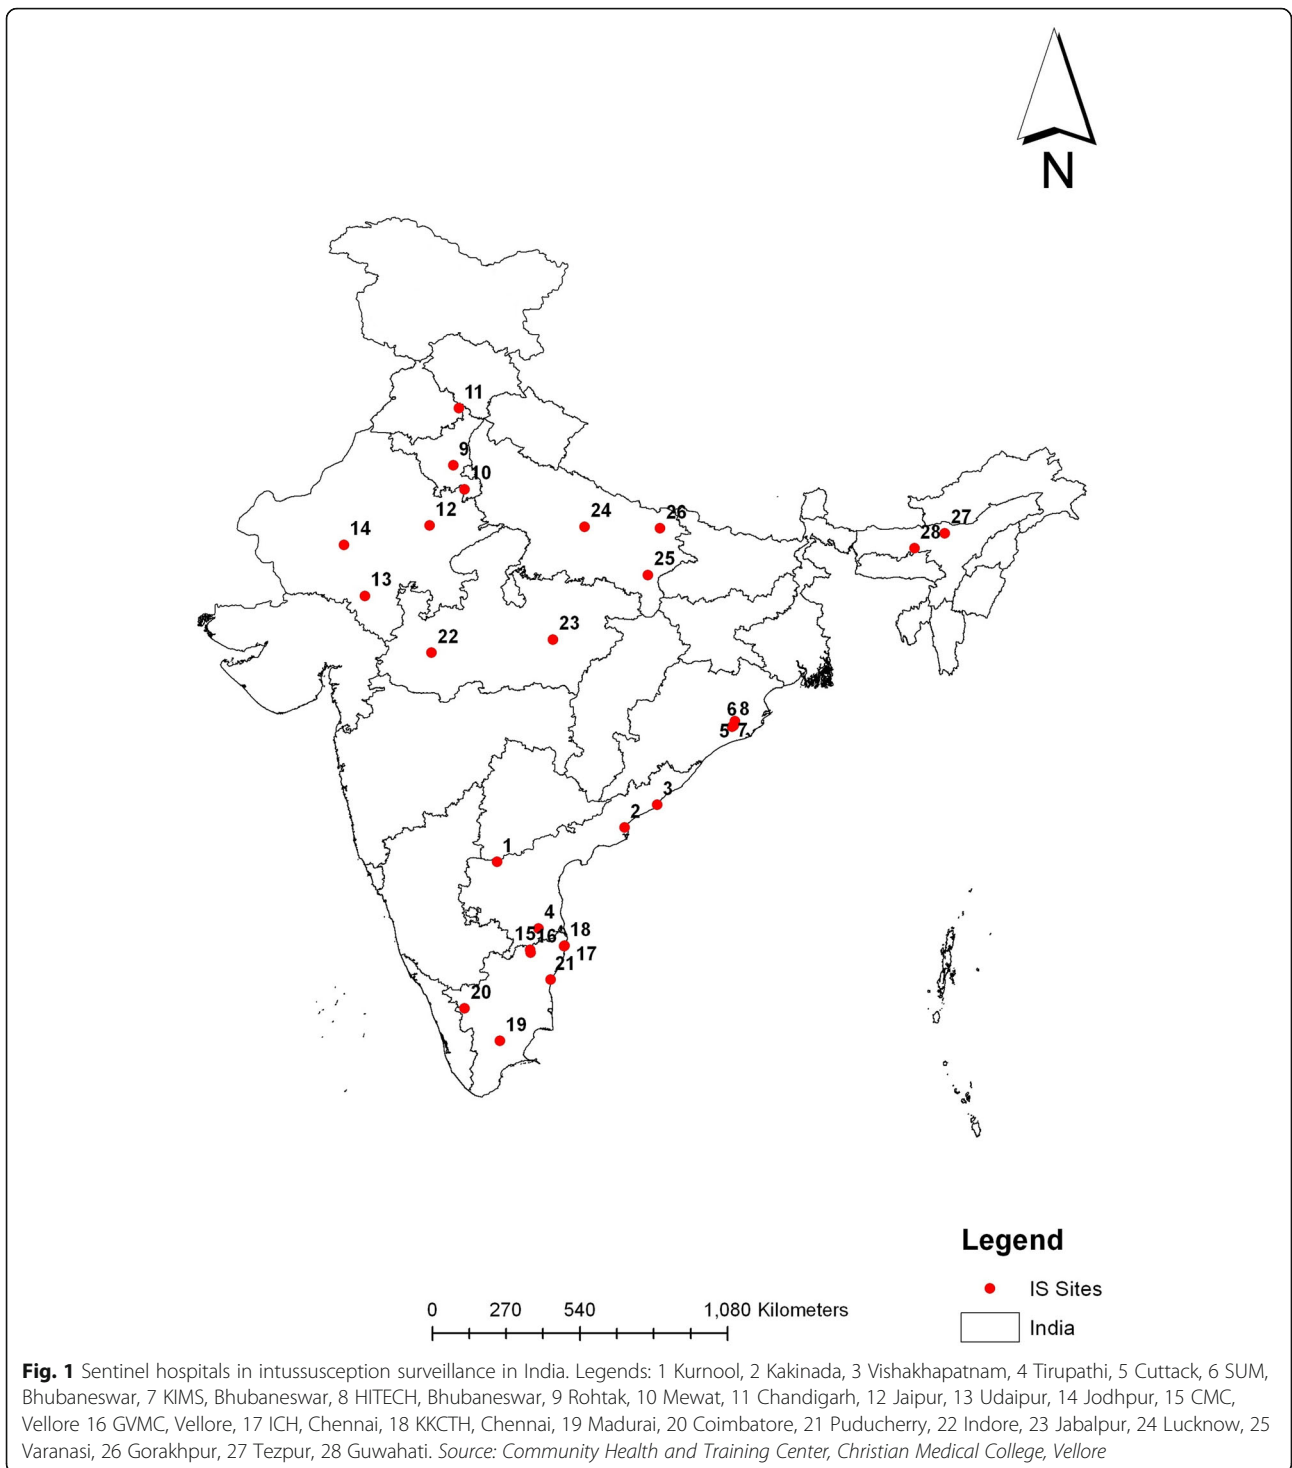 N
11
9
10
12
14
13
24
26
25
27
28
22
23
68
57
3
2
1
4
15 16
18
17
21
20
19
Legend
IS Sites
India
0 270 540 1,080 Kilometers
Fig. 1 Sentinel hospitals in intussusception surveillance in India. Legends: 1 Kurnool, 2 Kakinada, 3 Vishakhapatnam, 4 Tirupathi, 5 Cuttack, 6 SUM,
Bhubaneswar, 7 KIMS, Bhubaneswar, 8 HITECH, Bhubaneswar, 9 Rohtak, 10 Mewat, 11 Chandigarh, 12 Jaipur, 13 Udaipur, 14 Jodhpur, 15 CMC,
Vellore 16 GVMC, Vellore, 17 ICH, Chennai, 18 KKCTH, Chennai, 19 Madurai, 20 Coimbatore, 21 Puducherry, 22 Indore, 23 Jabalpur, 24 Lucknow, 25
Varanasi, 26 Gorakhpur, 27 Tezpur, 28 Guwahati. Source: Community Health and Training Center, Christian Medical College, Vellore